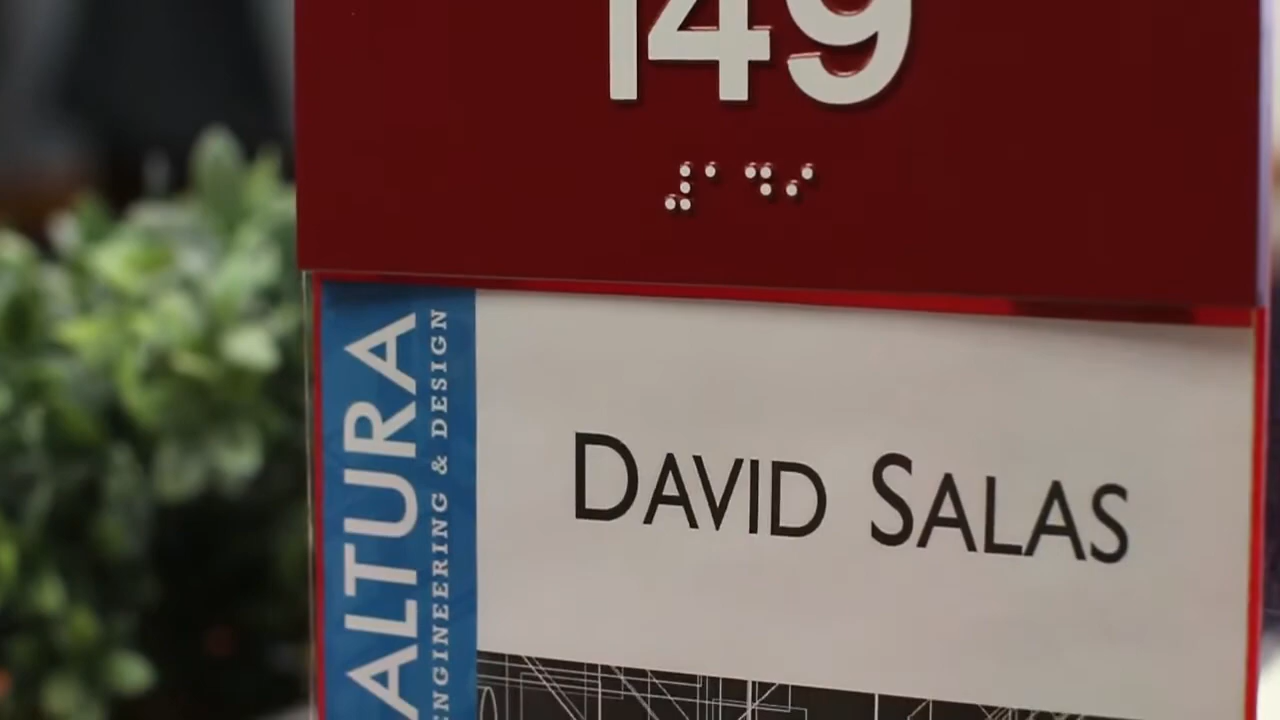 149
⠼⠁⠙⠊
ALTURA
ENGINEERING & DESIGN
DAVID SALAS